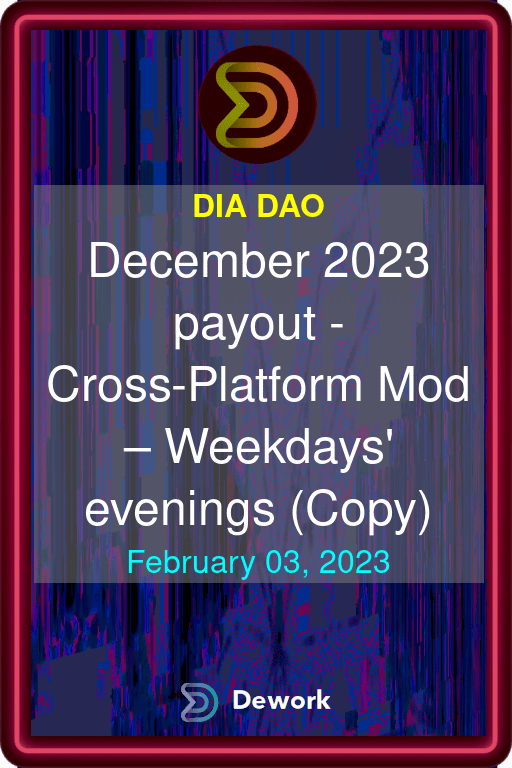 DIA DAO
December 2023
payout -
Cross-Platform Mod
– Weekdays'
evenings (Copy)
February 03, 2023
Dework